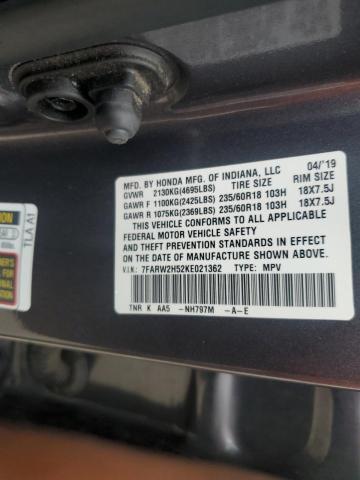 MFD. BY HONDA MFG. OF INDIANA, LLC 04/'19
GVWR 2130KG(4695LBS) TIRE SIZE RIM SIZE
GAWR F 1100KG(2425LBS) 235/60R18 103H 18X7.5J
GAWR R 1075KG(2369LBS) 235/60R18 103H 18X7.5J
THIS VEHICLE CONFORMS TO ALL APPLICABLE
FEDERAL MOTOR VEHICLE SAFETY
AND THEFT PREVENTION STANDARDS IN EFFECT
ON THE DATE OF MANUFACTURE SHOWN ABOVE.
V.I.N: 7FARW2H52KE021362 TYPE: MPV
TNR K AA5 -NH797M -A-E
TLA A1